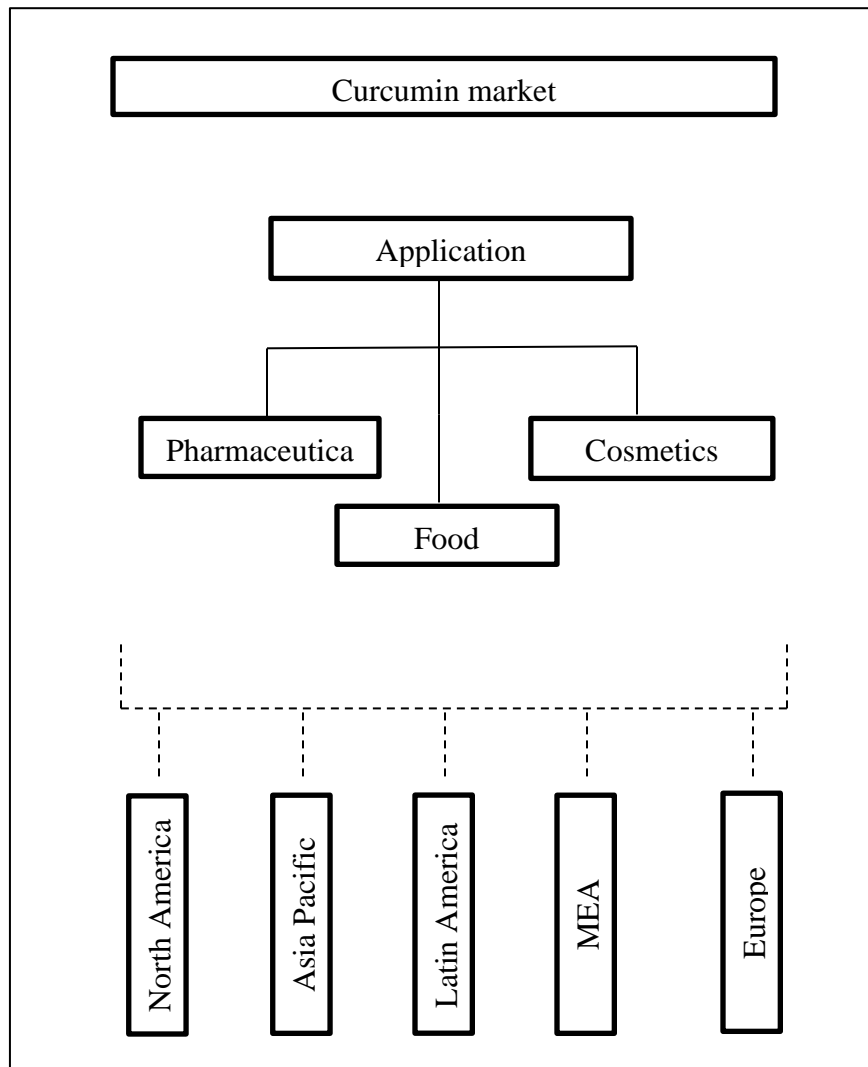 Curcumin market
Application
Pharmaceutica
Cosmetics
Food
North America
Asia Pacific
Latin America
MEA
Europe